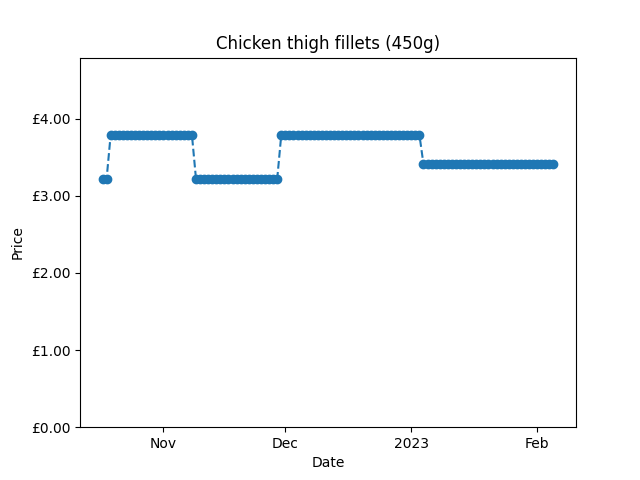 Chicken thigh fillets (450g)
£4.00
£3.00
£2.00
£1.00
£0.00
Price
Nov Dec 2023 Feb
Date